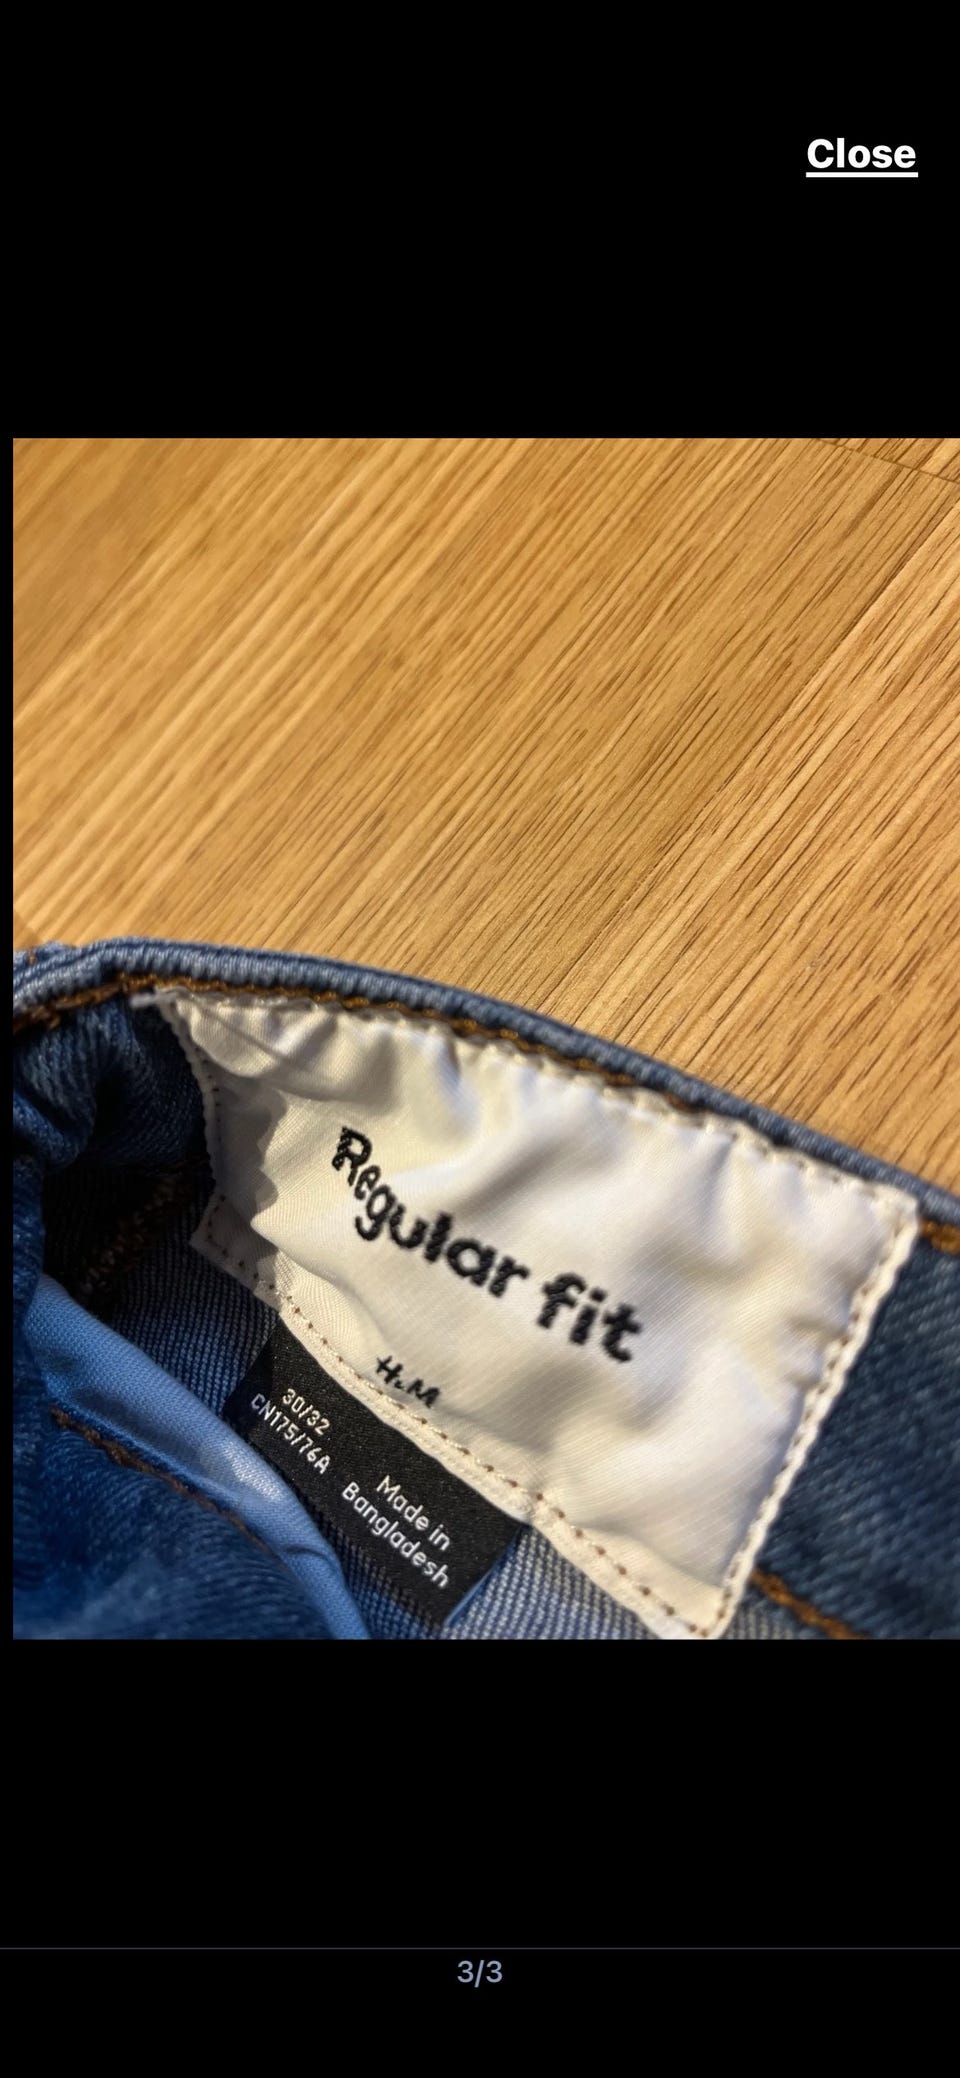 Close
Regular fit
H&M
30/32
CN175/76A
Made in
Bangladesh
3/3